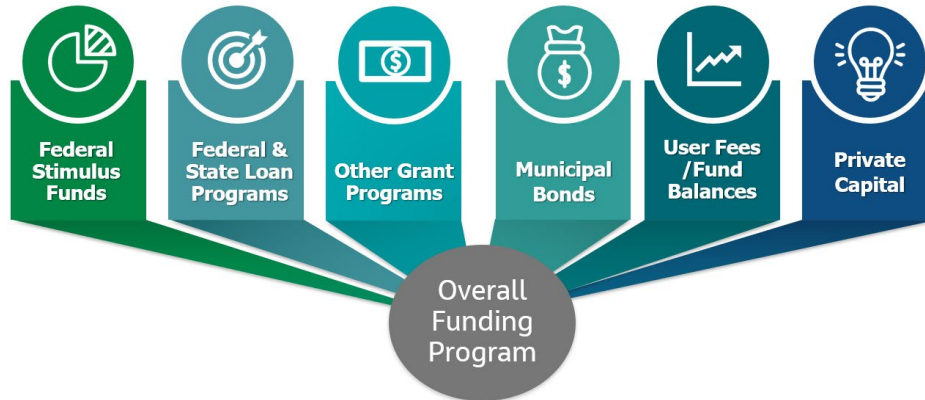 Federal
Stimulus
Funds
Federal &
State Loan
Programs
Other Grant
Programs
Municipal
Bonds
User Fees
/Fund
Balances
Private
Capital
Overall
Funding
Program
$
$